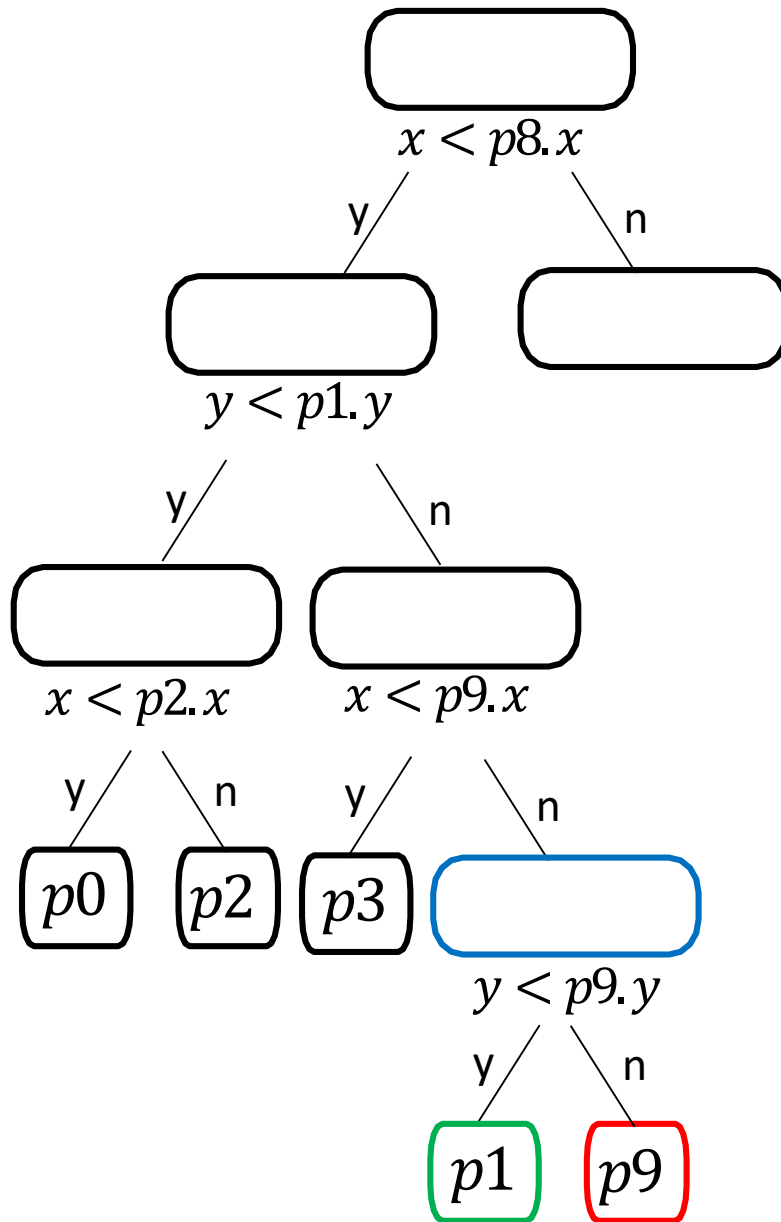 x < p8.x
y n
y < p1.y
y n
x < p2.x x < p9.x
y n y n
p0 p2 p3
y < p9.y
y n
p1 p9